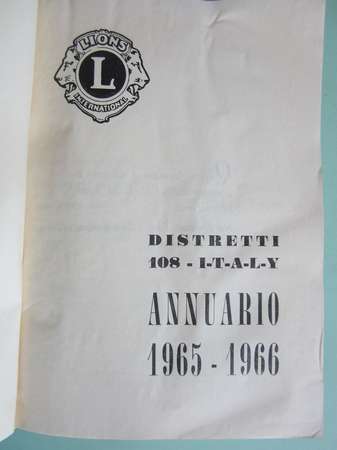 LIONS
L
INTERNATIONAL
DISTRETTI
108 - I-T-A-L-Y
ANNUARIO
1965 - 1966